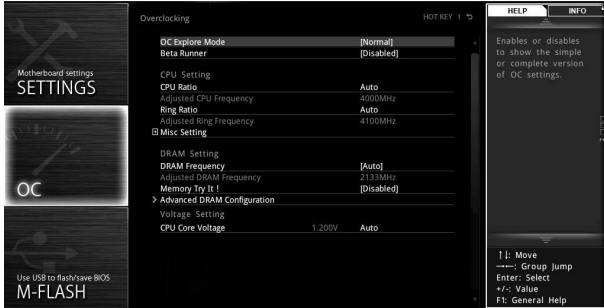 Motherboard settings
SETTINGS
OC
Use USB to flash/save BIOS
M-FLASH
Overclocking
HOT KEY
OC Explore Mode [Normal]
Beta Runner [Disabled]
CPU Setting
CPU Ratio Auto
Adjusted CPU Frequency 4000MHz
Ring Ratio Auto
Adjusted Ring Frequency 4100MHz
Misc Setting
DRAM Setting
DRAM Frequency [Auto]
Adjusted DRAM Frequency 2133MHz
Memory Try It ! [Disabled]
Advanced DRAM Configuration
Voltage Setting
CPU Core Voltage 1.200V Auto
HELP INFO
Enables or disables
to show the simple
or complete version
of OC settings.
↑↓: Move
→←: Group Jump
Enter: Select
+/-: Value
F1: General Help